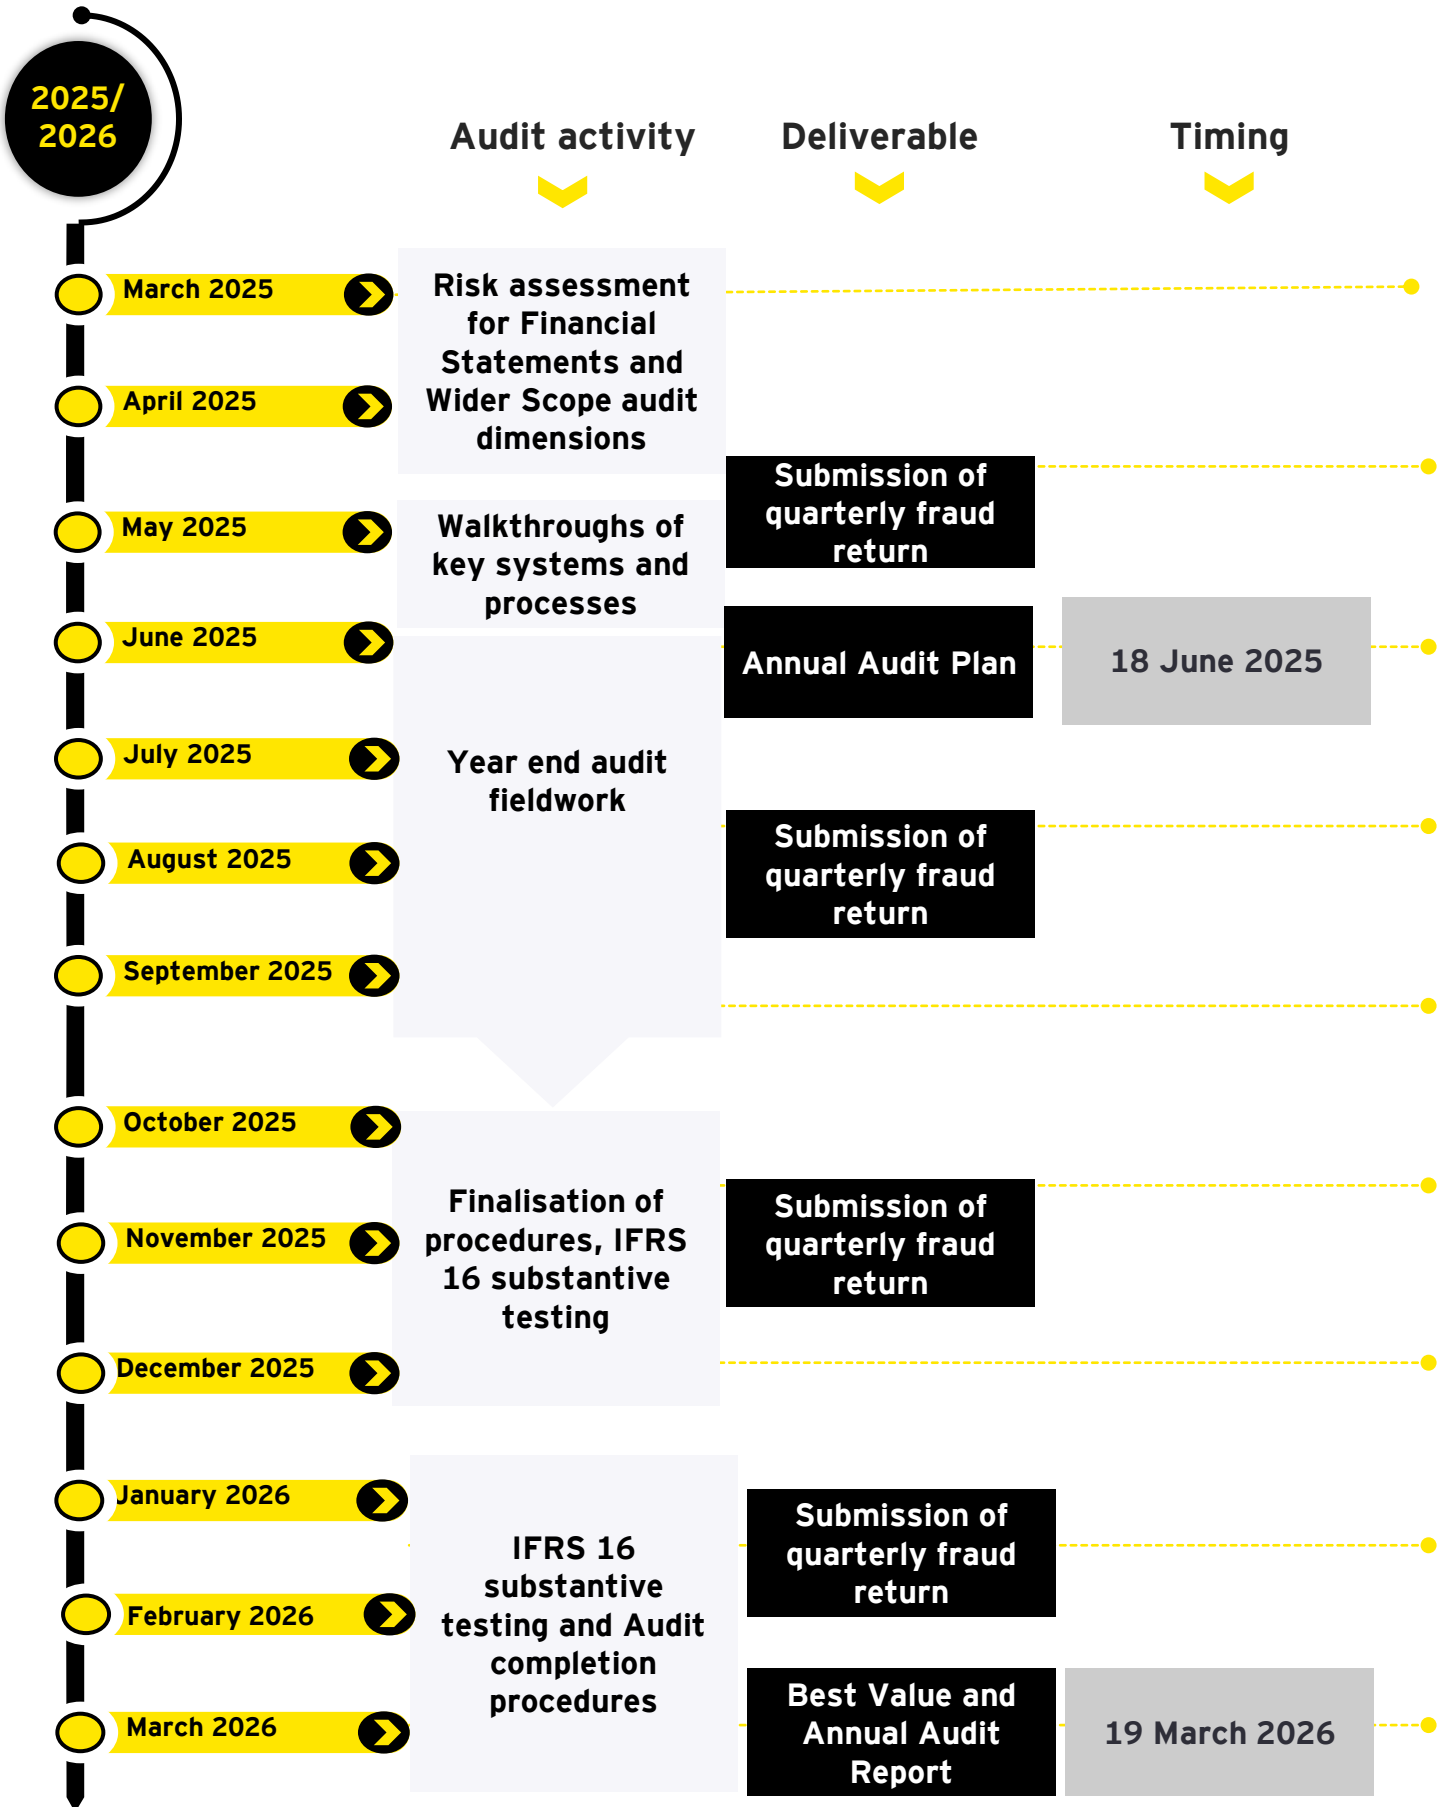 2025/
2026
Audit activity
Deliverable
Timing
March 2025
Risk assessment
for Financial
Statements and
Wider Scope audit
dimensions
April 2025
Submission of
quarterly fraud
return
May 2025
Walkthroughs of
key systems and
processes
June 2025
Annual Audit Plan
18 June 2025
July 2025
Year end audit
fieldwork
August 2025
Submission of
quarterly fraud
return
September 2025
October 2025
Finalisation of
procedures, IFRS
16 substantive
testing
November 2025
Submission of
quarterly fraud
return
December 2025
January 2026
Submission of
quarterly fraud
return
IFRS 16
substantive
testing and Audit
completion
procedures
February 2026
March 2026
Best Value and
Annual Audit
Report
19 March 2026